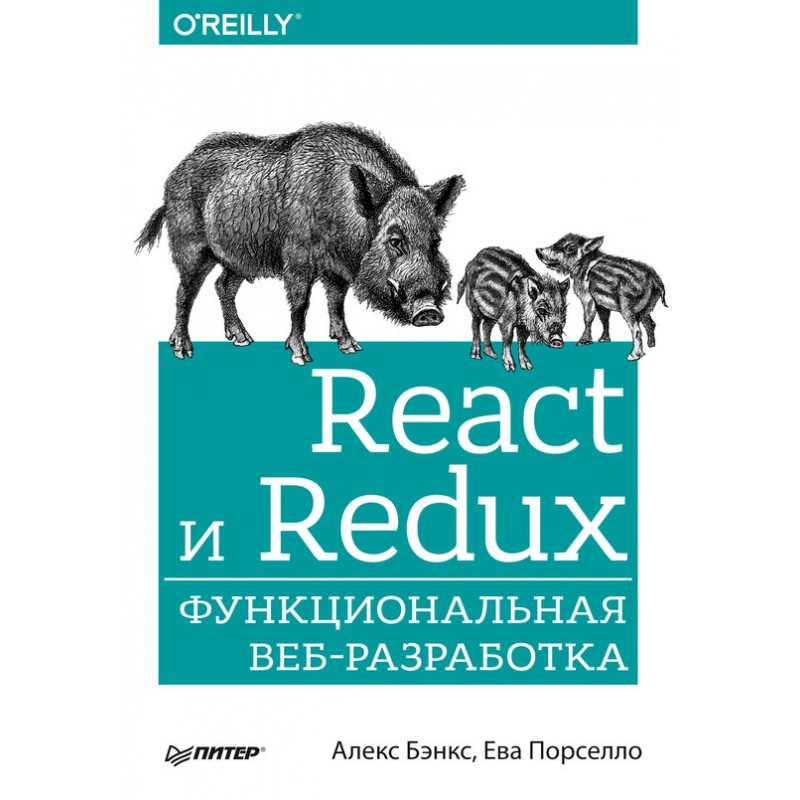 O'REILLY®
React
и Redux
ФУНКЦИОНАЛЬНАЯ
ВЕБ-РАЗРАБОТКА
ПИТЕР® Алекс Бэнкс, Ева Порселло